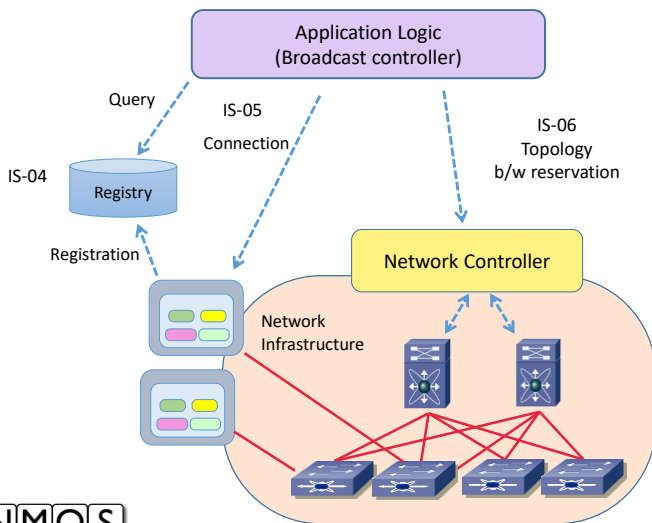 Application Logic
(Broadcast controller)
Query
IS-05
Connection
IS-06
Topology
b/w reservation
IS-04
Registry
Registration
Network Controller
Network
Infrastructure
NMOS